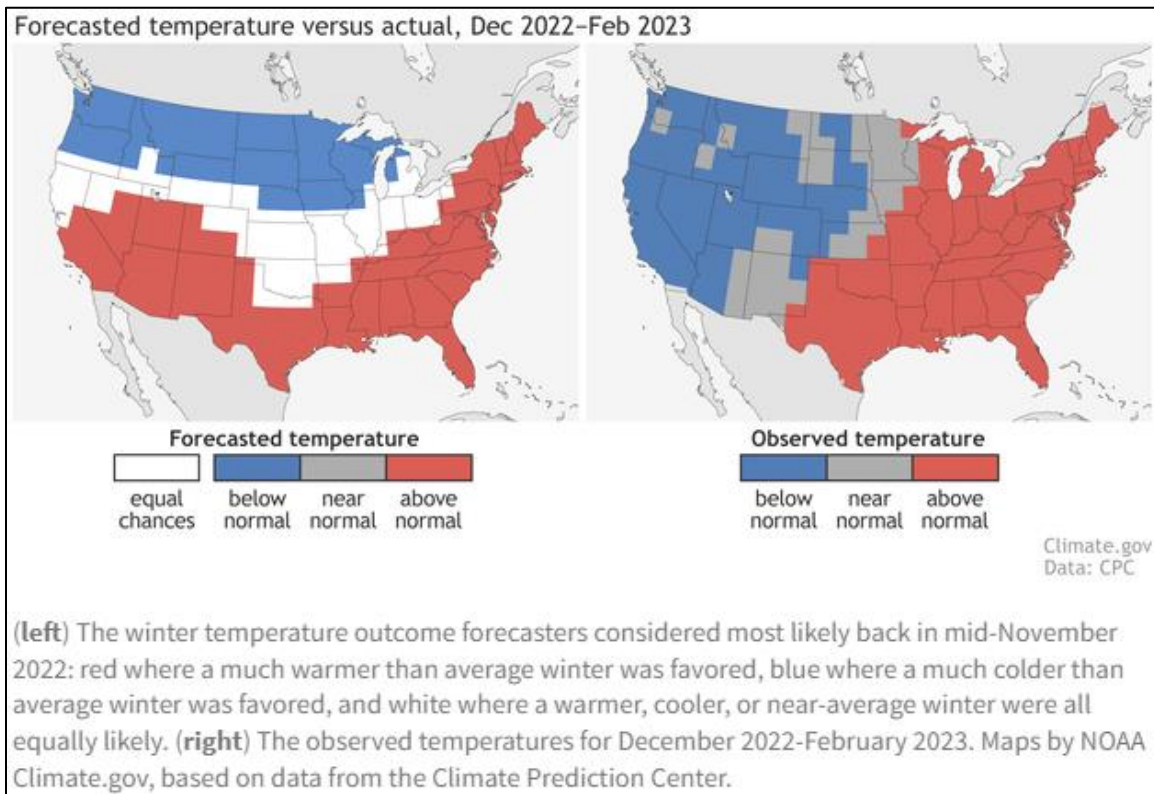 Forecasted temperature versus actual, Dec 2022–Feb 2023
Forecasted temperature
equal chances
below normal
near normal
above normal
Observed temperature
below normal
near normal
above normal
Climate.gov
Data: CPC
(left) The winter temperature outcome forecasters considered most likely back in mid-November
2022: red where a much warmer than average winter was favored, blue where a much colder than
average winter was favored, and white where a warmer, cooler, or near-average winter were all
equally likely. (right) The observed temperatures for December 2022-February 2023. Maps by NOAA
Climate.gov, based on data from the Climate Prediction Center.